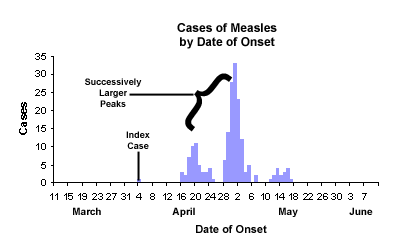 Cases of Measles
by Date of Onset
35
30
25
20
15
10
5
0
Cases
Successively
Larger
Peaks
Index
Case
11 15 19 23 27 31 4 8 12 16 20 24 28 2 6 10 14 18 22 26 30 3 7
March April May June
Date of Onset